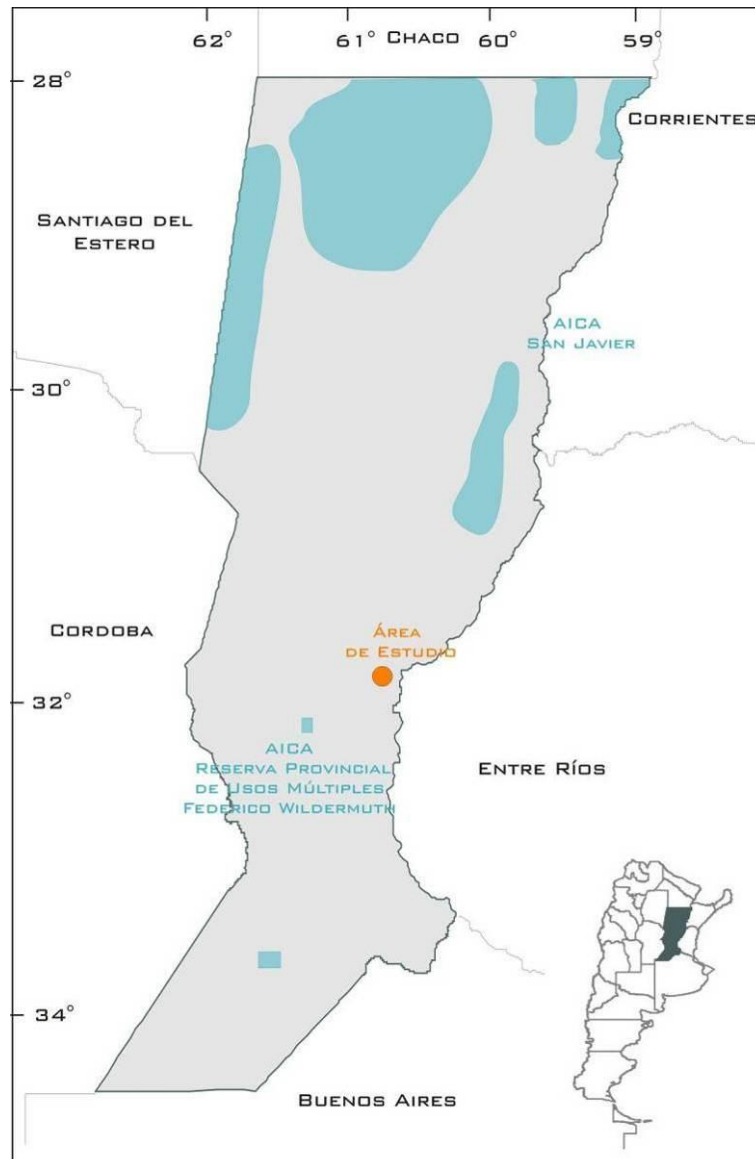 62° 61° CHACO 60° 59°
28°
CORRIENTES
SANTIAGO DEL
ESTERO
AICA
SAN JAVIER
30°
CORDOBA
ÁREA
DE ESTUDIO
32°
AICA
RESERVA PROVINCIAL
DE USOS MÚLTIPLES
FEDERICO WILDERMUTH
ENTRE RÍOS
34°
BUENOS AIRES